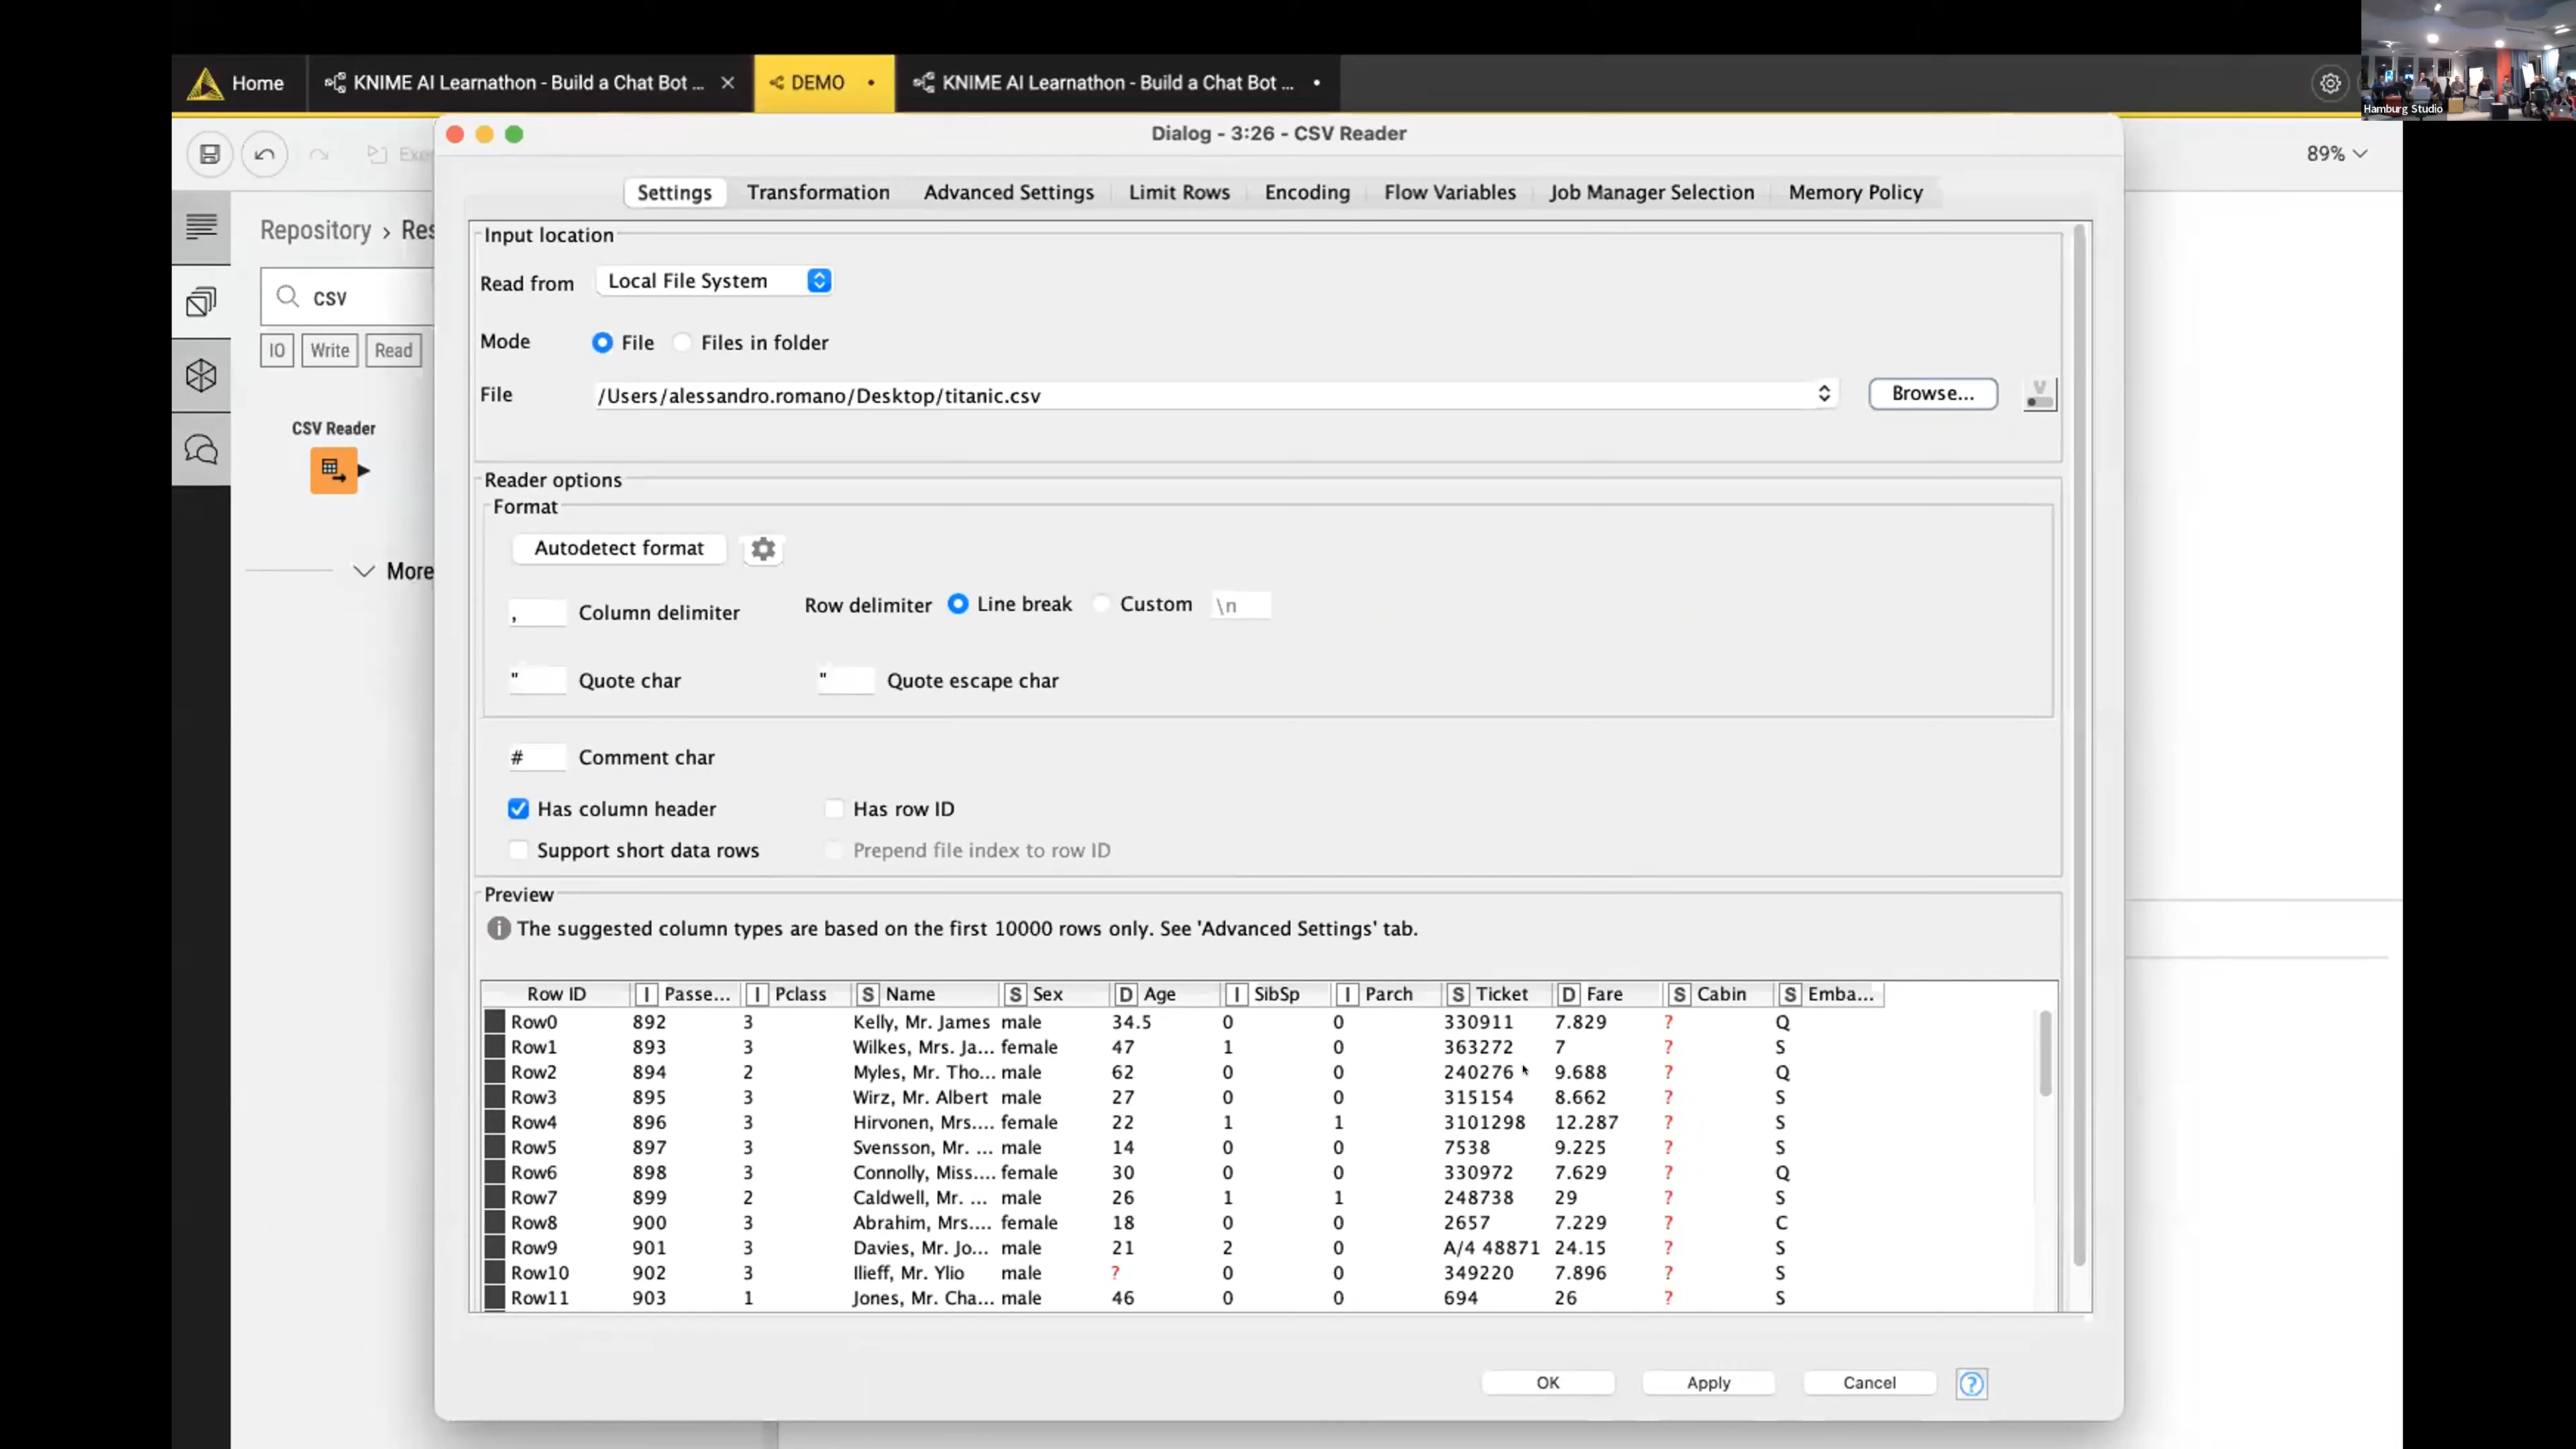 Home
KNIME AI Learnathon - Build a Chat Bot ...
DEMO
KNIME AI Learnathon - Build a Chat Bot ...
Hamburg Studio
Dialog - 3:26 - CSV Reader
89%
Settings Transformation Advanced Settings Limit Rows Encoding Flow Variables Job Manager Selection Memory Policy
Repository › Res
csv
IO Write Read
CSV Reader
More
Input location
Read from Local File System
Mode File Files in folder
File /Users/alessandro.romano/Desktop/titanic.csv Browse...
Reader options
Format
Autodetect format
, Column delimiter Row delimiter Line break Custom \n
" Quote char " Quote escape char
# Comment char
Has column header Has row ID
Support short data rows Prepend file index to row ID
Preview
The suggested column types are based on the first 10000 rows only. See 'Advanced Settings' tab.
Row ID I Passe... I Pclass S Name S Sex D Age I SibSp I Parch S Ticket D Fare S Cabin S Emba...
Row0 892 3 Kelly, Mr. James male 34.5 0 0 330911 7.829 ? Q
Row1 893 3 Wilkes, Mrs. Ja... female 47 1 0 363272 7 ? S
Row2 894 2 Myles, Mr. Tho... male 62 0 0 240276 9.688 ? Q
Row3 895 3 Wirz, Mr. Albert male 27 0 0 315154 8.662 ? S
Row4 896 3 Hirvonen, Mrs.... female 22 1 1 3101298 12.287 ? S
Row5 897 3 Svensson, Mr. ... male 14 0 0 7538 9.225 ? S
Row6 898 3 Connolly, Miss.... female 30 0 0 330972 7.629 ? Q
Row7 899 2 Caldwell, Mr. ... male 26 1 1 248738 29 ? S
Row8 900 3 Abrahim, Mrs.... female 18 0 0 2657 7.229 ? C
Row9 901 3 Davies, Mr. Jo... male 21 2 0 A/4 48871 24.15 ? S
Row10 902 3 Ilieff, Mr. Ylio male ? 0 0 349220 7.896 ? S
Row11 903 1 Jones, Mr. Cha... male 46 0 0 694 26 ? S
OK Apply Cancel ?